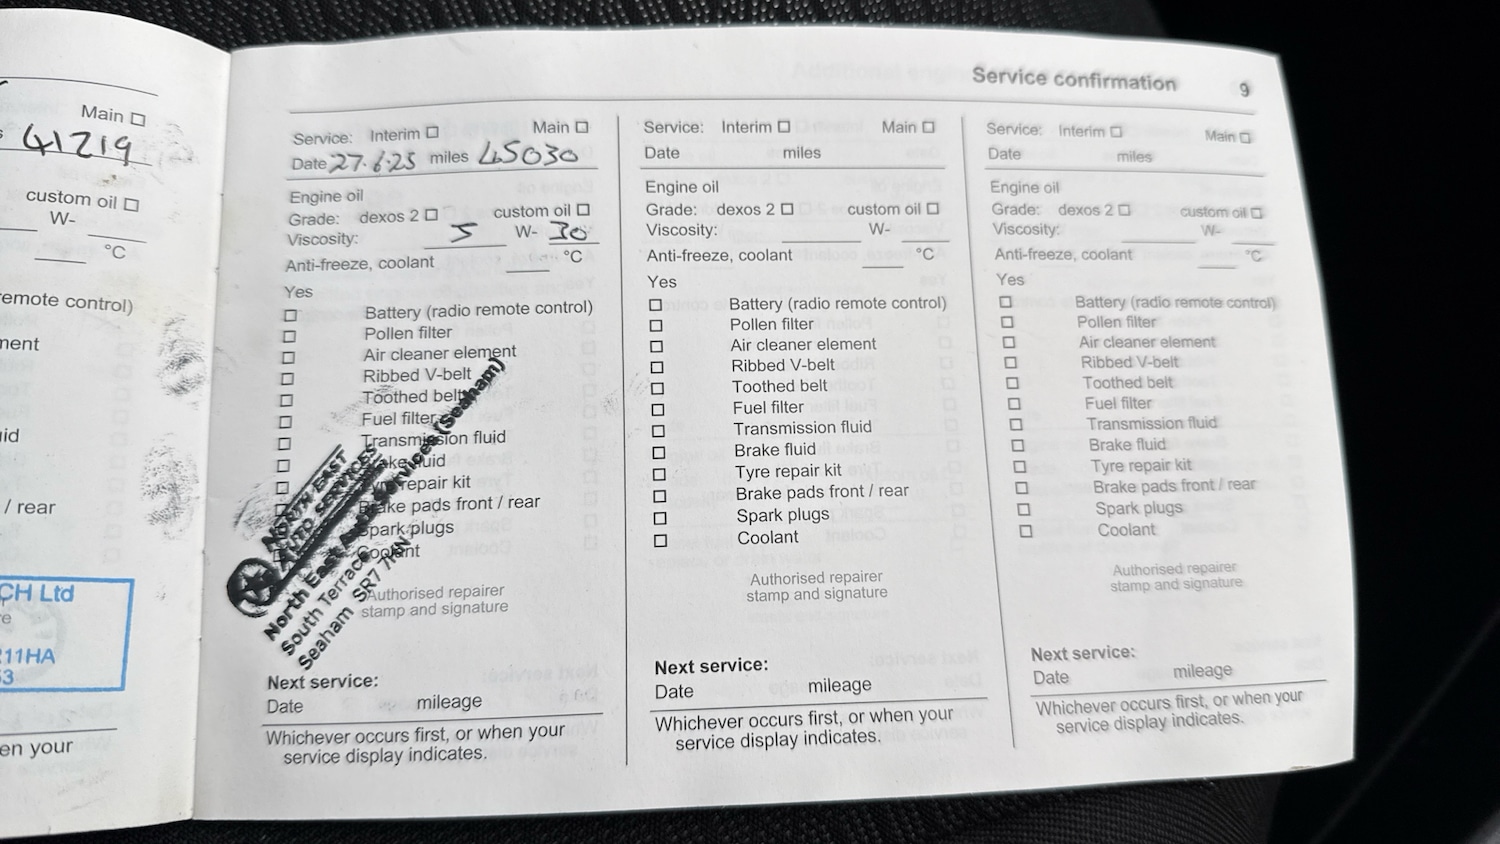 Main
41219
custom oil
W-
°C
emote control)
nent
uid
/ rear
CH Ltd
e
11HA
53
en your
Service confirmation 9
Service: Interim Main
Date 27.6.25 miles 45030
Engine oil
Grade: dexos 2 custom oil
Viscosity: 5 W- 30
Anti-freeze, coolant °C
Yes
Battery (radio remote control)
Pollen filter
Air cleaner element
Ribbed V-belt
Toothed belt
Fuel filter
Transmission fluid
Brake fluid
Tyre repair kit
Brake pads front / rear
Spark plugs
Coolant
NORTH EAST
AUTO SERVICES
North East Auto Services (Seaham)
South Terrace
Seaham SR7 7HN
Authorised repairer
stamp and signature
Next service:
Date mileage
Whichever occurs first, or when your
service display indicates.
Service: Interim Main
Date miles
Engine oil
Grade: dexos 2 custom oil
Viscosity: W-
Anti-freeze, coolant °C
Yes
Battery (radio remote control)
Pollen filter
Air cleaner element
Ribbed V-belt
Toothed belt
Fuel filter
Transmission fluid
Brake fluid
Tyre repair kit
Brake pads front / rear
Spark plugs
Coolant
Authorised repairer
stamp and signature
Next service:
Date mileage
Whichever occurs first, or when your
service display indicates.
Service: Interim Main
Date miles
Engine oil
Grade: dexos 2 custom oil
Viscosity: W-
Anti-freeze, coolant °C
Yes
Battery (radio remote control)
Pollen filter
Air cleaner element
Ribbed V-belt
Toothed belt
Fuel filter
Transmission fluid
Brake fluid
Tyre repair kit
Brake pads front / rear
Spark plugs
Coolant
Authorised repairer
stamp and signature
Next service:
Date mileage
Whichever occurs first, or when your
service display indicates.